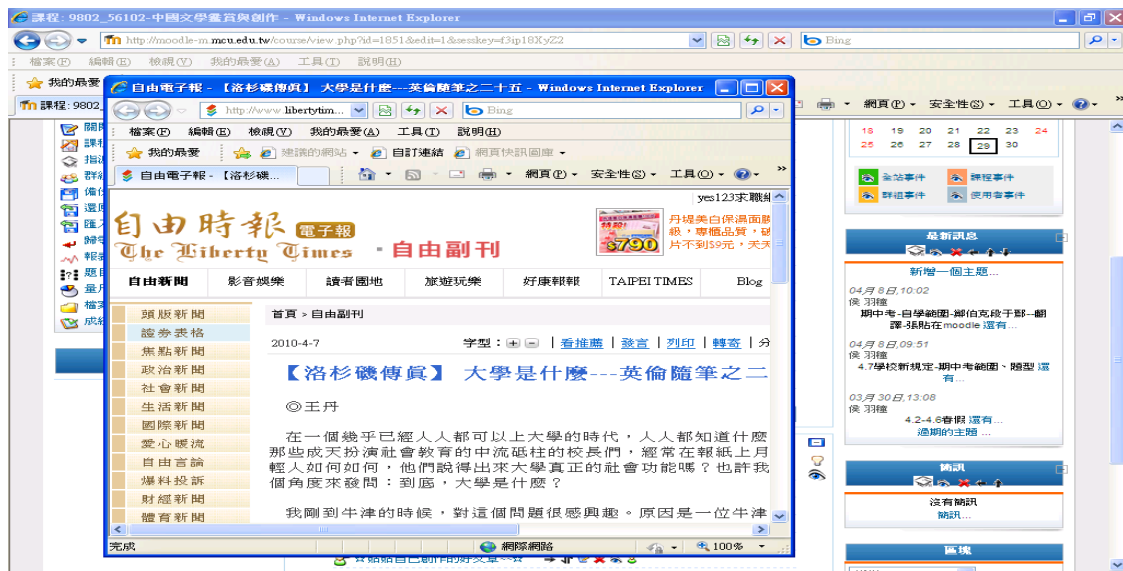 課程: 9802_56102-中國文學鑑賞與創作 - Windows Internet Explorer
http://moodle-m.mcu.edu.tw/course/view.php?id=1851&edit=1&sesskey=f3ip18XyZ2
Bing
檔案(F) 編輯(E) 檢視(V) 我的最愛(A) 工具(T) 說明(H)
我的最愛
課程: 9802_
網頁(P) 安全性(S) 工具(O)
自由電子報 - 【洛杉磯傳真】 大學是什麼---英倫隨筆之二十五 - Windows Internet Explorer
http://www.libertytim...
Bing
檔案(F) 編輯(E) 檢視(V) 我的最愛(A) 工具(T) 說明(H)
我的最愛 建議的網站 自訂連結 網頁快訊圖庫
自由電子報 - 【洛杉磯...
網頁(P) 安全性(S) 工具(O)
yes123求職
自由時報 電子報
The Liberty Times 自由副刊
$790
丹堤美白保濕面
級,專櫃品質,
片不到$9元,天天
自由新聞 影音娛樂 讀者園地 旅遊玩樂 好康報報 TAIPEI TIMES Blog
頭版新聞
證券表格
焦點新聞
政治新聞
社會新聞
生活新聞
國際新聞
愛心暖流
自由言論
爆料投訴
財經新聞
體育新聞
首頁 > 自由副刊
2010-4-7 字型: | 看推薦 | 發言 | 列印 | 轉寄 | 分
【洛杉磯傳真】 大學是什麼---英倫隨筆之二
◎王丹
在一個幾乎已經人人都可以上大學的時代,人人都知道什麼
那些成天扮演社會教育的中流砥柱的校長們,經常在報紙上月
輕人如何如何,他們說得出來大學真正的社會功能嗎?也許我
個角度來發問:到底,大學是什麼?
我剛到牛津的時候,對這個問題很感興趣。原因是一位牛津
完成 網際網路 100%
☆貼貼自己創作的好文章~~☆
18 19 20 21 22 23 24
25 26 27 28 29 30
全站事件 課程事件
群組事件 使用者事件
最新訊息
新增一個主題...
04月 8日, 10:02
侯 羽穜
期中考-自學範圍-鄭伯克段于鄢--翻
譯-張貼在moodle 還有...
04月 8日, 09:51
侯 羽穜
4.7學校新規定-期中考範圍、題型 還
有...
03月 30日, 13:08
侯 羽穜
4.2-4.6春假 還有...
過期的主題 ...
簡訊
沒有簡訊
簡訊...
區塊